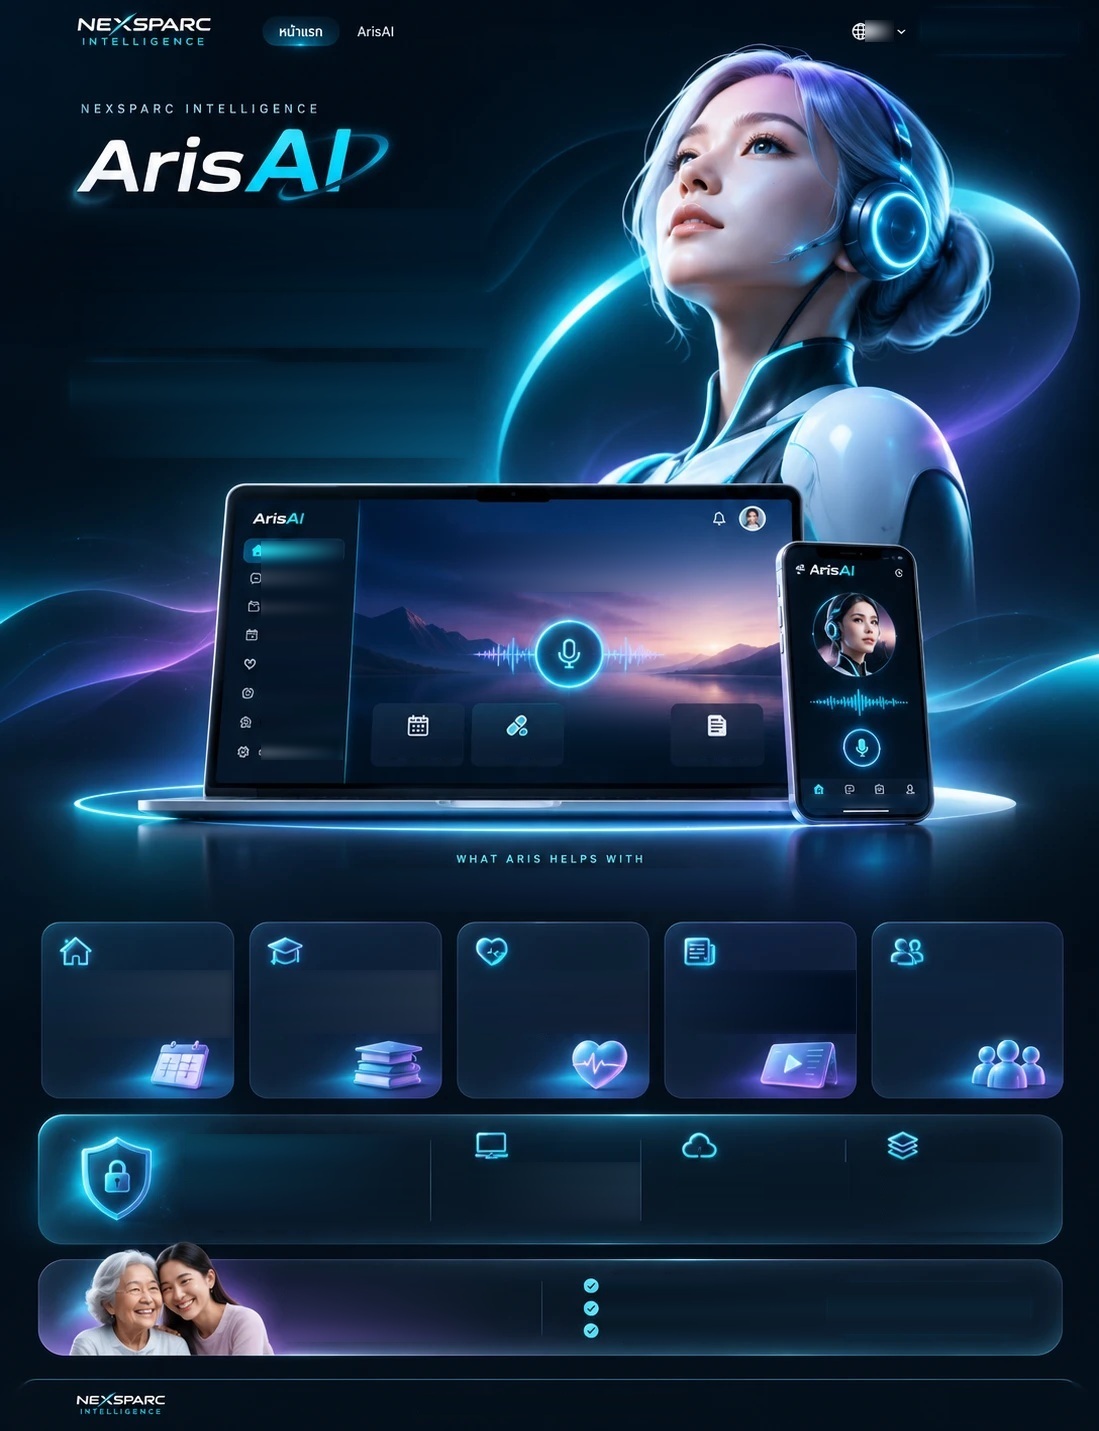 NEXSPARC
INTELLIGENCE
หน้าแรก
ArisAI
NEXSPARC INTELLIGENCE
ArisAI
ArisAI
ArisAI
WHAT ARIS HELPS WITH
NEXSPARC
INTELLIGENCE